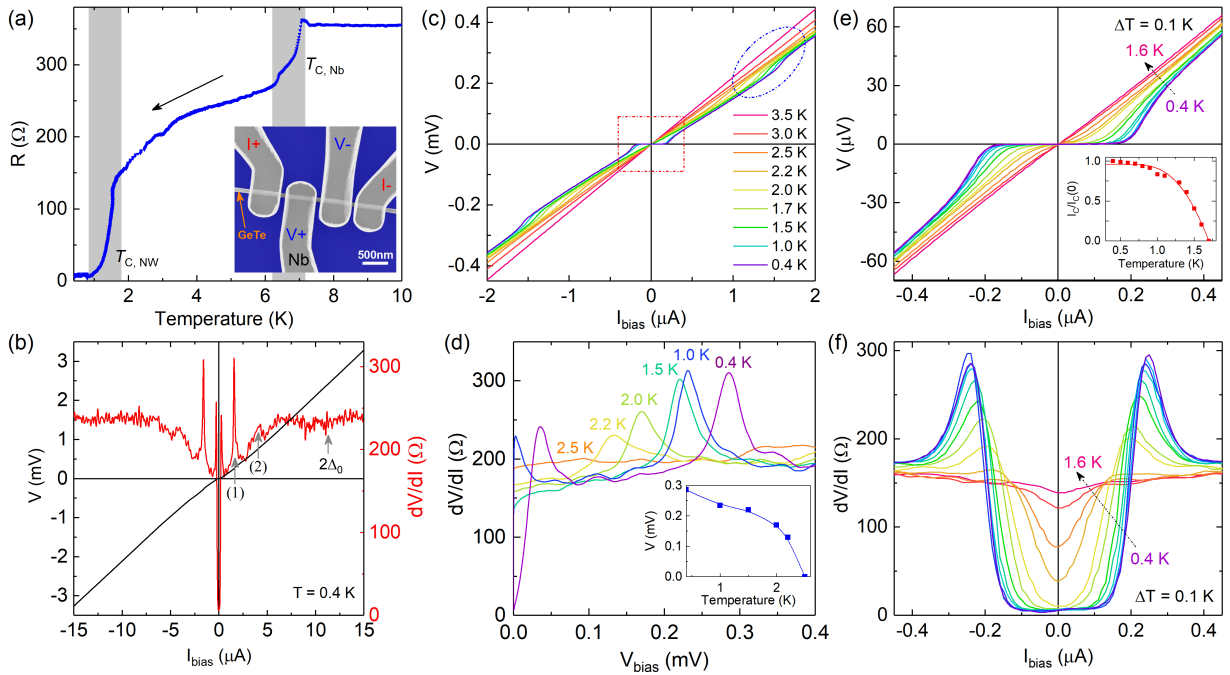 (a)
300
200
100
0
R (Ω)
2
4
6
8
10
Temperature (K)
T_C, Nb
T_C, NW
I+
V-
I-
V+
GeTe
Nb
500nm
(b)
3
2
1
0
-1
-2
-3
V (mV)
300
200
100
0
dV/dI (Ω)
(1)
(2)
2Δ₀
T = 0.4 K
-15
-10
-5
0
5
10
15
I_bias (μA)
(c)
0.4
0.2
0.0
-0.2
-0.4
V (mV)
3.5 K
3.0 K
2.5 K
2.2 K
2.0 K
1.7 K
1.5 K
1.0 K
0.4 K
-2
-1
0
1
2
I_bias (μA)
(d)
300
200
100
0
dV/dI (Ω)
2.5 K
2.2 K
2.0 K
1.5 K
1.0 K
0.4 K
0.3
0.2
0.1
0.0
V (mV)
1
2
Temperature (K)
0.0
0.1
0.2
0.3
0.4
V_bias (mV)
(e)
60
30
0
-30
-60
V (μV)
ΔT = 0.1 K
1.6 K
0.4 K
1.0
0.5
0.0
I_C/I_C(0)
0.5
1.0
1.5
Temperature (K)
-0.4
-0.2
0.0
0.2
0.4
I_bias (μA)
(f)
300
200
100
0
dV/dI (Ω)
1.6 K
0.4 K
ΔT = 0.1 K
-0.4
-0.2
0.0
0.2
0.4
I_bias (μA)